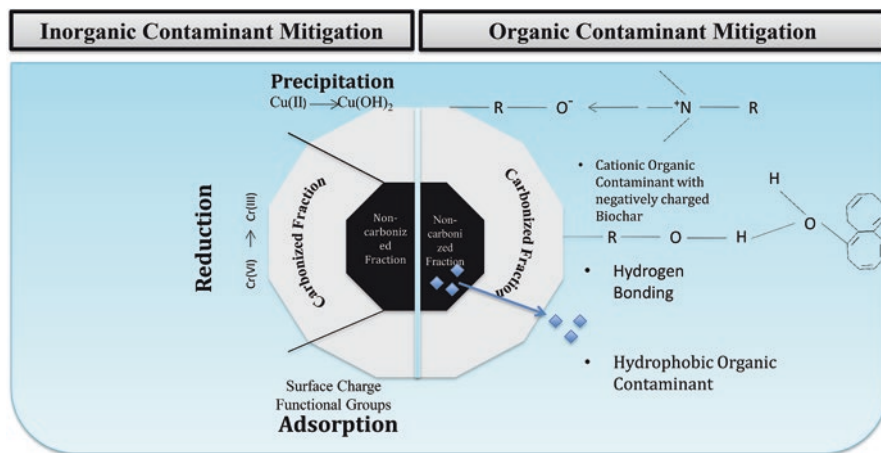 Inorganic Contaminant Mitigation
Organic Contaminant Mitigation
Precipitation
Cu(II) → Cu(OH)₂
Reduction
Cr(VI) → Cr(III)
Carbonized Fraction
Non-
carboniz
ed
Fraction
Surface Charge
Functional Groups
Adsorption
Non-
carboni
zed
Fraction
Carbonized Fraction
R
O⁻
⁺N
R
• Cationic Organic
Contaminant with
negatively charged
Biochar
H
R
O
H
O
• Hydrogen
Bonding
• Hydrophobic Organic
Contaminant